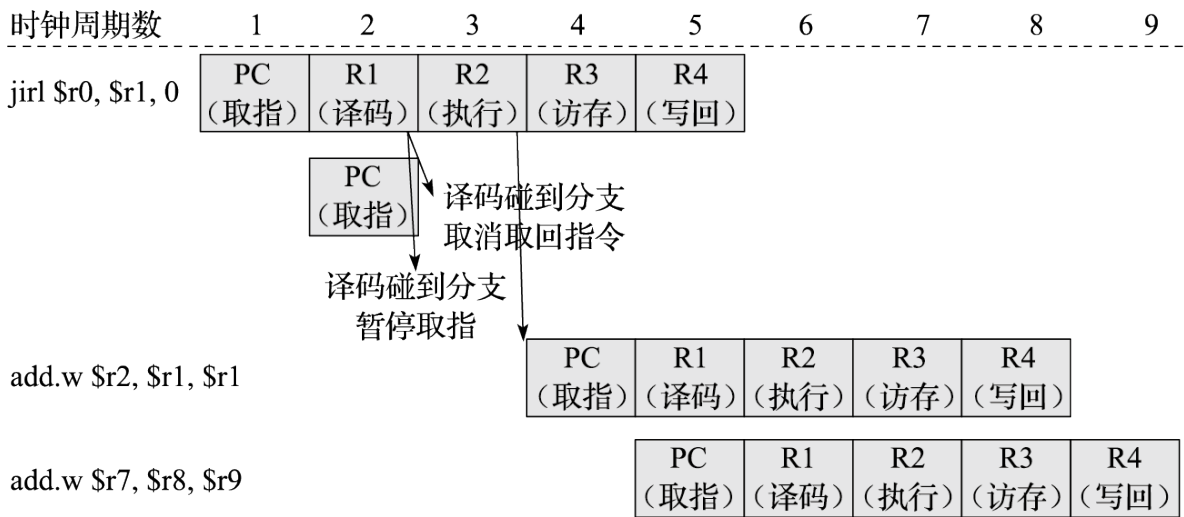 时钟周期数 1 2 3 4 5 6 7 8 9
jirl $r0, $r1, 0
PC
(取指)
R1
(译码)
R2
(执行)
R3
(访存)
R4
(写回)
PC
(取指)
译码碰到分支
取消取回指令
译码碰到分支
暂停取指
add.w $r2, $r1, $r1
PC
(取指)
R1
(译码)
R2
(执行)
R3
(访存)
R4
(写回)
add.w $r7, $r8, $r9
PC
(取指)
R1
(译码)
R2
(执行)
R3
(访存)
R4
(写回)